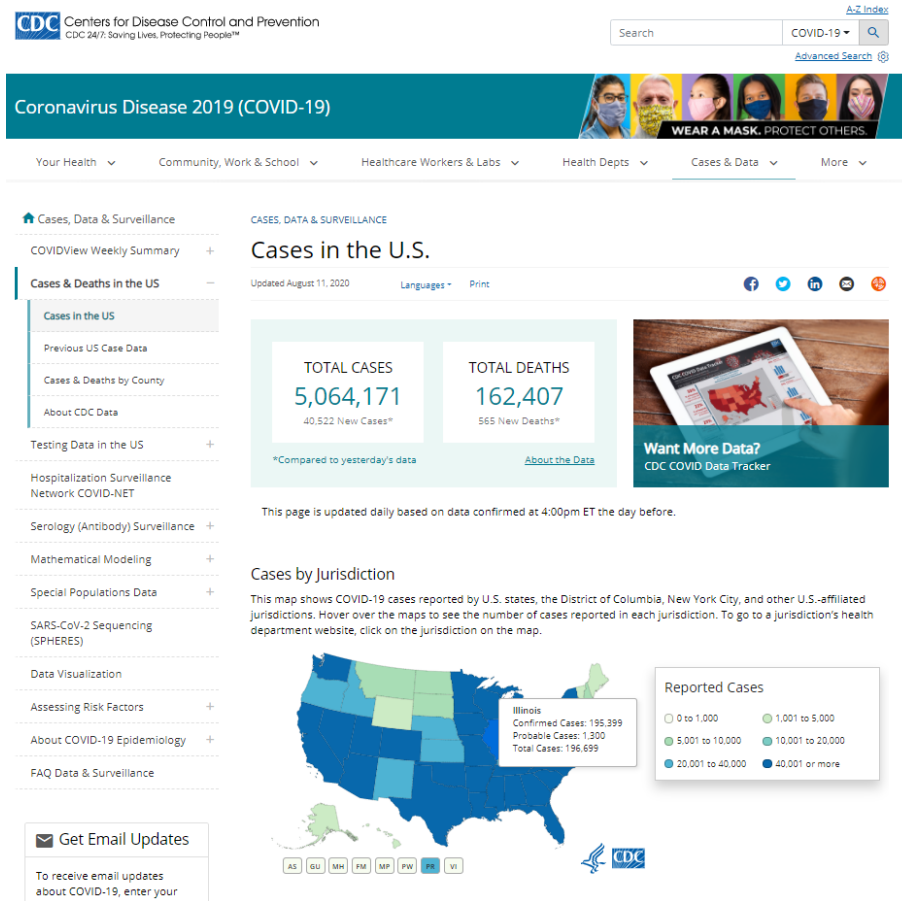 CDC Centers for Disease Control and Prevention
CDC 24/7: Saving Lives, Protecting People™
A-Z Index
Search
COVID-19
Advanced Search
Coronavirus Disease 2019 (COVID-19)
WEAR A MASK. PROTECT OTHERS.
Your Health
Community, Work & School
Healthcare Workers & Labs
Health Depts
Cases & Data
More
Cases, Data & Surveillance
COVIDView Weekly Summary +
Cases & Deaths in the US −
Cases in the US
Previous US Case Data
Cases & Deaths by County
About CDC Data
Testing Data in the US +
Hospitalization Surveillance
Network COVID-NET
Serology (Antibody) Surveillance +
Mathematical Modeling +
Special Populations Data +
SARS-CoV-2 Sequencing
(SPHERES)
Data Visualization
Assessing Risk Factors +
About COVID-19 Epidemiology +
FAQ Data & Surveillance
Get Email Updates
To receive email updates
about COVID-19, enter your
CASES, DATA & SURVEILLANCE
Cases in the U.S.
Updated August 11, 2020
Languages
Print
TOTAL CASES
5,064,171
40,522 New Cases*
TOTAL DEATHS
162,407
565 New Deaths*
*Compared to yesterday's data
About the Data
CDC COVID Data Tracker
Want More Data?
CDC COVID Data Tracker
This page is updated daily based on data confirmed at 4:00pm ET the day before.
Cases by Jurisdiction
This map shows COVID-19 cases reported by U.S. states, the District of Columbia, New York City, and other U.S.-affiliated
jurisdictions. Hover over the maps to see the number of cases reported in each jurisdiction. To go to a jurisdiction's health
department website, click on the jurisdiction on the map.
Illinois
Confirmed Cases: 195,399
Probable Cases: 1,300
Total Cases: 196,699
Reported Cases
0 to 1,000
1,001 to 5,000
5,001 to 10,000
10,001 to 20,000
20,001 to 40,000
40,001 or more
AS GU MH FM MP PW PR VI
CDC